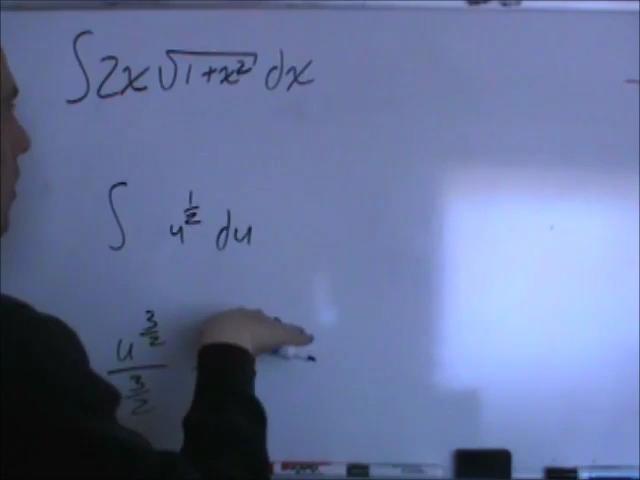 ∫2x√(1+x²) dx
∫ u^(1/2) du
u^(3/2) / (3/2)